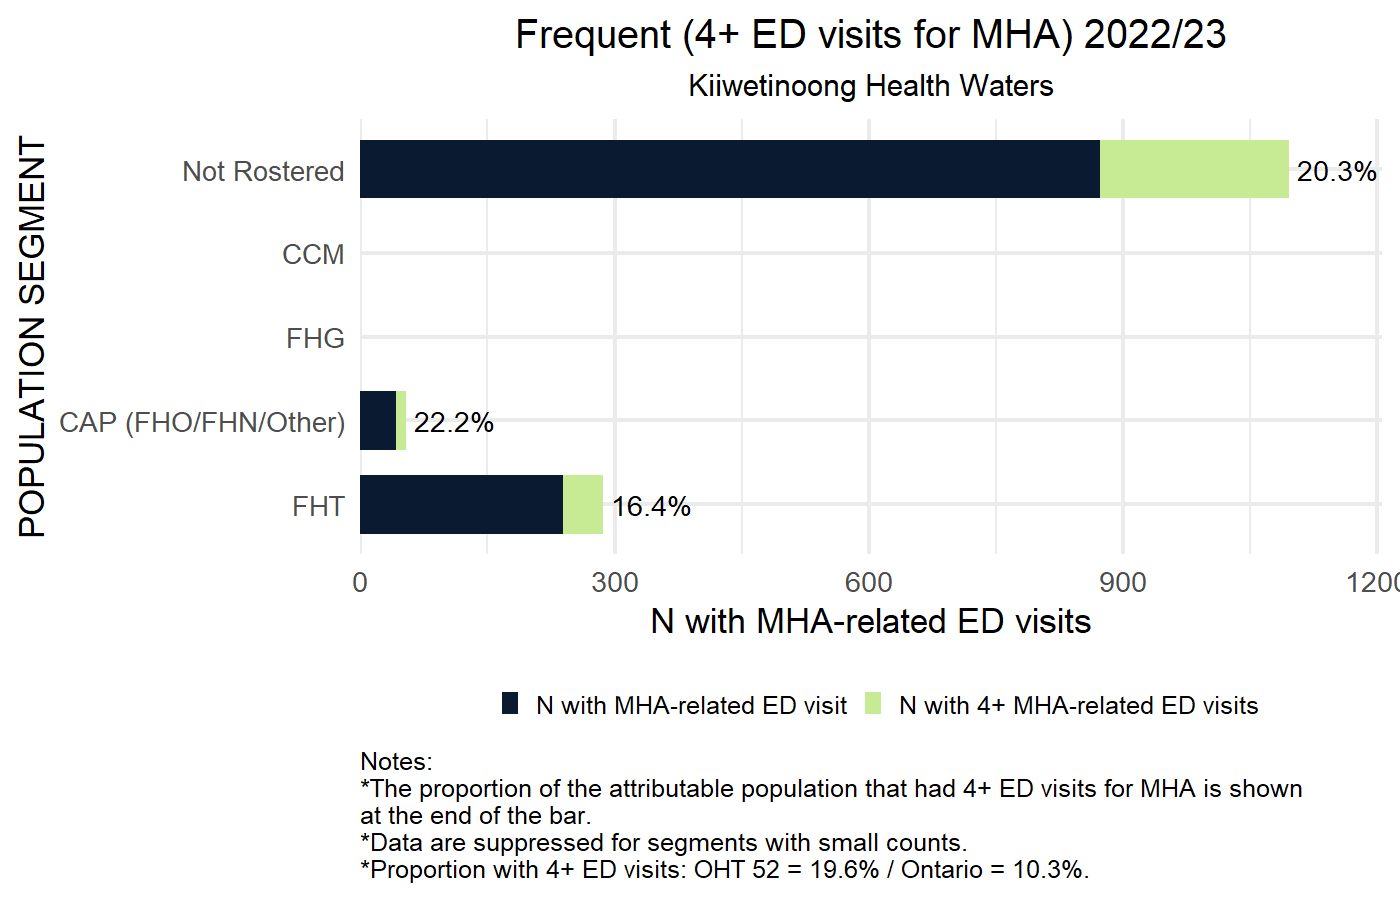 Frequent (4+ ED visits for MHA) 2022/23
Kiiwetinoong Health Waters
POPULATION SEGMENT
Not Rostered
20.3%
CCM
FHG
CAP (FHO/FHN/Other)
22.2%
FHT
16.4%
0
300
600
900
1200
N with MHA-related ED visits
N with MHA-related ED visit
N with 4+ MHA-related ED visits
Notes:
*The proportion of the attributable population that had 4+ ED visits for MHA is shown
at the end of the bar.
*Data are suppressed for segments with small counts.
*Proportion with 4+ ED visits: OHT 52 = 19.6% / Ontario = 10.3%.